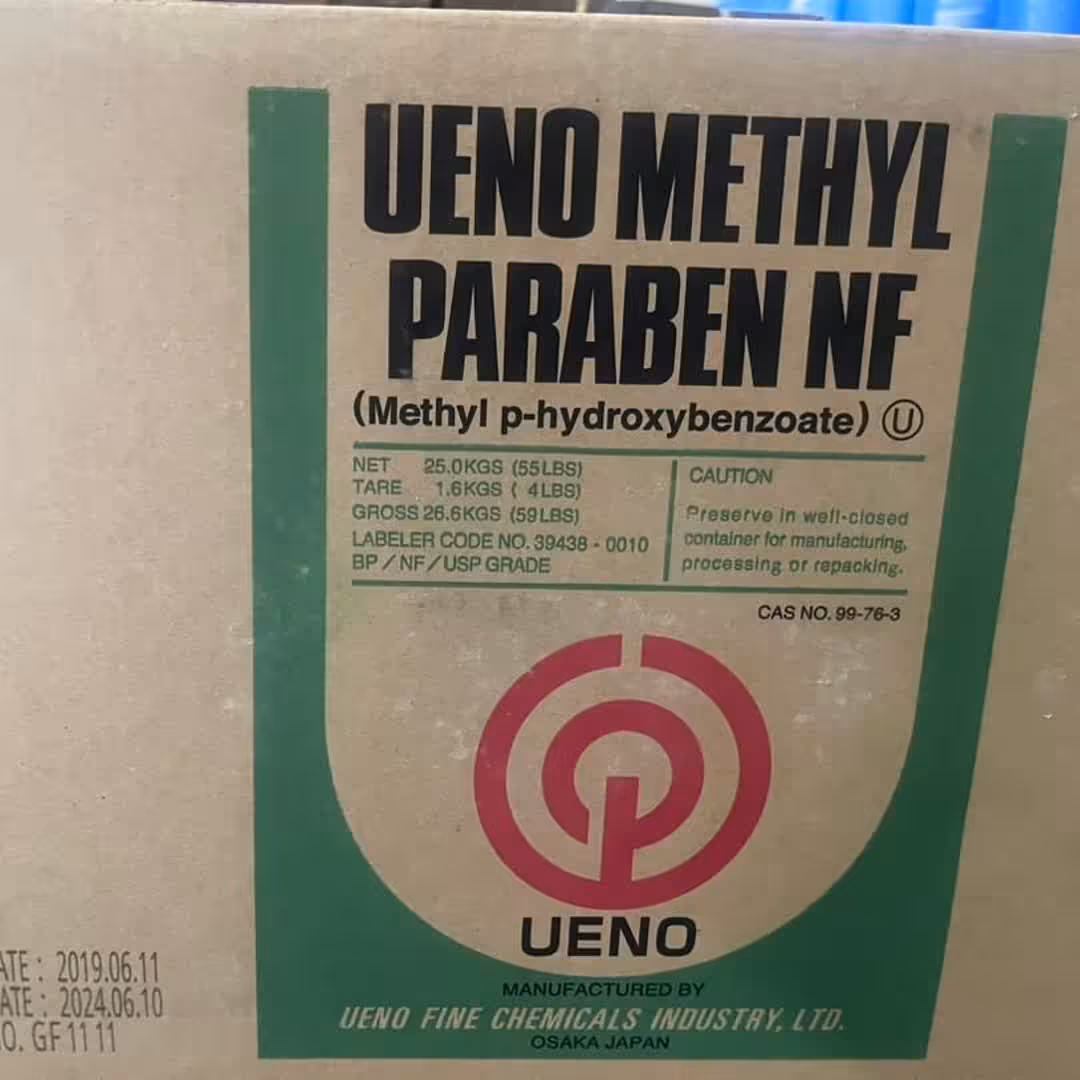 UENO METHYL
PARABEN NF
(Methyl p-hydroxybenzoate) Ⓤ
NET 25.0KGS (55LBS)
TARE 1.6KGS ( 4LBS)
GROSS 26.6KGS (59LBS)
LABELER CODE NO. 39438 - 0010
BP/NF/USP GRADE
CAUTION
Preserve in well-closed
container for manufacturing,
processing or repacking.
CAS NO. 99-76-3
UENO
MANUFACTURED BY
UENO FINE CHEMICALS INDUSTRY, LTD.
OSAKA JAPAN
ATE : 2019.06.11
ATE : 2024.06.10
O. GF1111